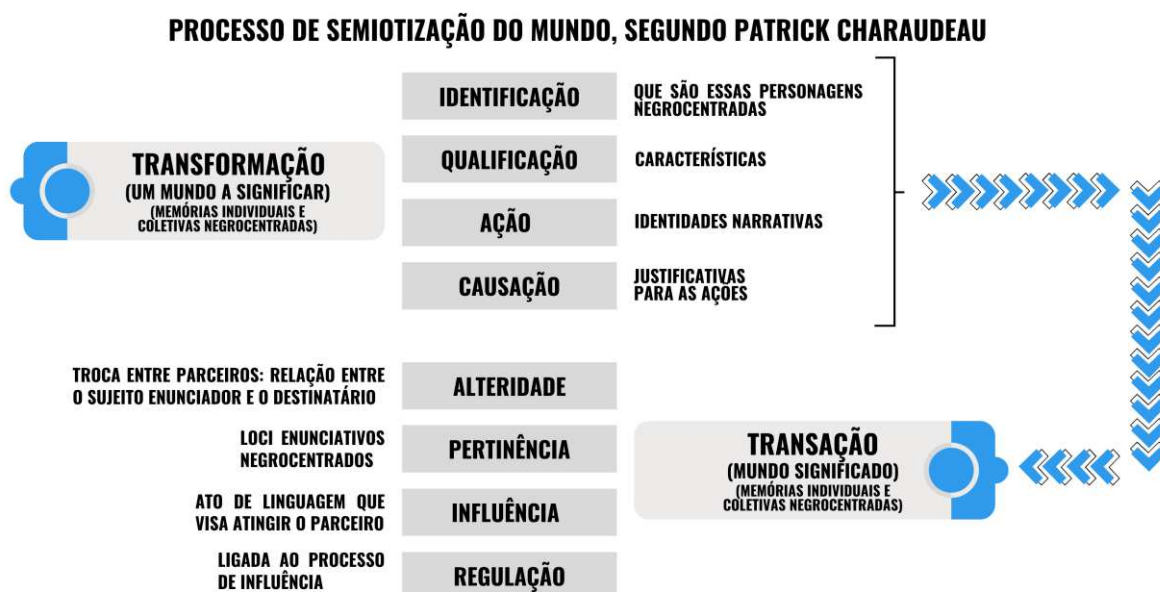 PROCESSO DE SEMIOTIZAÇÃO DO MUNDO, SEGUNDO PATRICK CHARAUDEAU
TRANSFORMAÇÃO
(UM MUNDO A SIGNIFICAR)
(MEMÓRIAS INDIVIDUAIS E
COLETIVAS NEGROCENTRADAS)
IDENTIFICAÇÃO
QUE SÃO ESSAS PERSONAGENS
NEGROCENTRADAS
QUALIFICAÇÃO
CARACTERÍSTICAS
AÇÃO
IDENTIDADES NARRATIVAS
CAUSAÇÃO
JUSTIFICATIVAS
PARA AS AÇÕES
TROCA ENTRE PARCEIROS: RELAÇÃO ENTRE
O SUJEITO ENUNCIADOR E O DESTINATÁRIO
ALTERIDADE
LOCI ENUNCIATIVOS
NEGROCENTRADOS
PERTINÊNCIA
ATO DE LINGUAGEM QUE
VISA ATINGIR O PARCEIRO
INFLUÊNCIA
LIGADA AO PROCESSO
DE INFLUÊNCIA
REGULAÇÃO
TRANSAÇÃO
(MUNDO SIGNIFICADO)
(MEMÓRIAS INDIVIDUAIS E
COLETIVAS NEGROCENTRADAS)